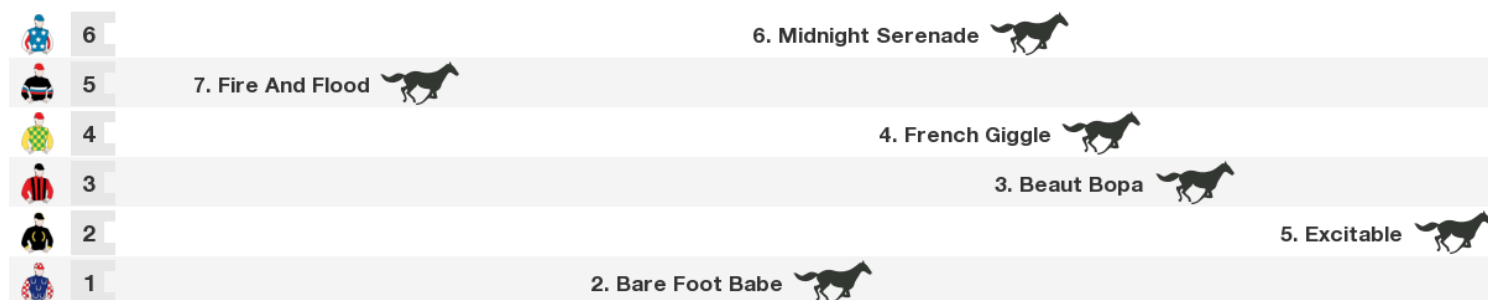 6 6. Midnight Serenade
5 7. Fire And Flood
4 4. French Giggle
3 3. Beaut Bopa
2 5. Excitable
1 2. Bare Foot Babe